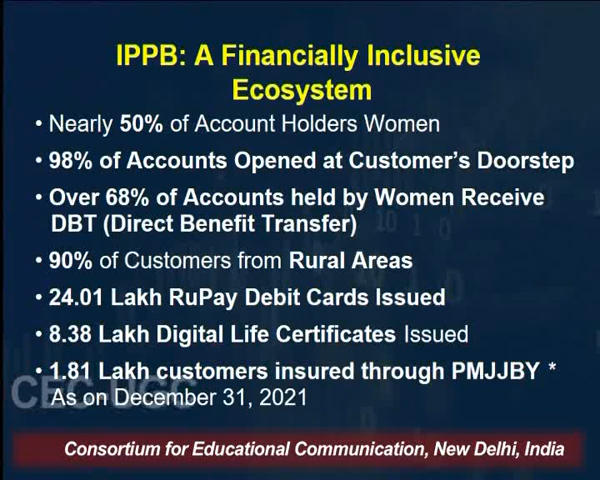 IPPB: A Financially Inclusive
Ecosystem
• Nearly 50% of Account Holders Women
• 98% of Accounts Opened at Customer's Doorstep
• Over 68% of Accounts held by Women Receive
DBT (Direct Benefit Transfer)
• 90% of Customers from Rural Areas
• 24.01 Lakh RuPay Debit Cards Issued
• 8.38 Lakh Digital Life Certificates Issued
• 1.81 Lakh customers insured through PMJJBY *
CEC-UGC
As on December 31, 2021
Consortium for Educational Communication, New Delhi, India